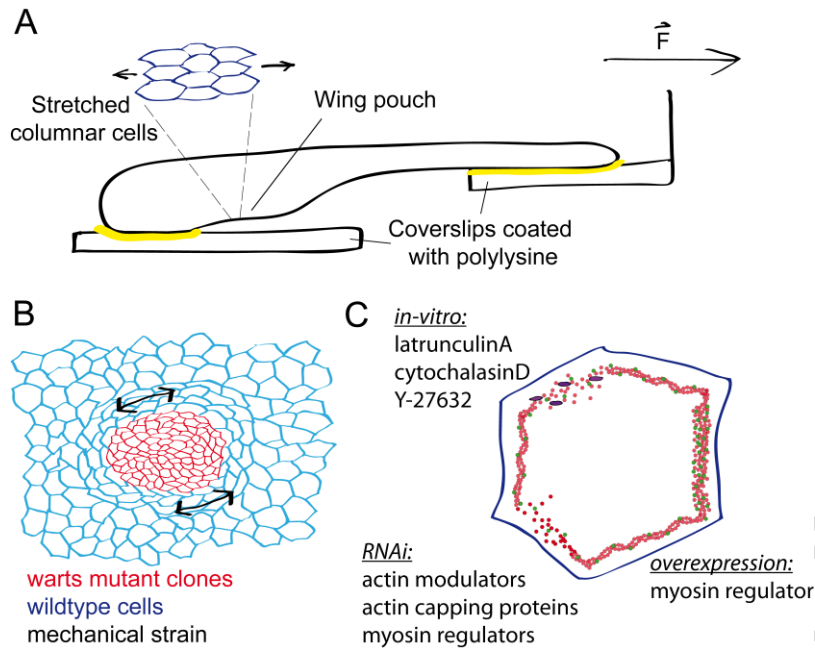 A
F
Stretched
columnar cells
Wing pouch
Coverslips coated
with polylysine
B
warts mutant clones
wildtype cells
mechanical strain
C
in-vitro:
latrunculinA
cytochalasinD
Y-27632
RNAi:
actin modulators
actin capping proteins
myosin regulators
overexpression:
myosin regulator